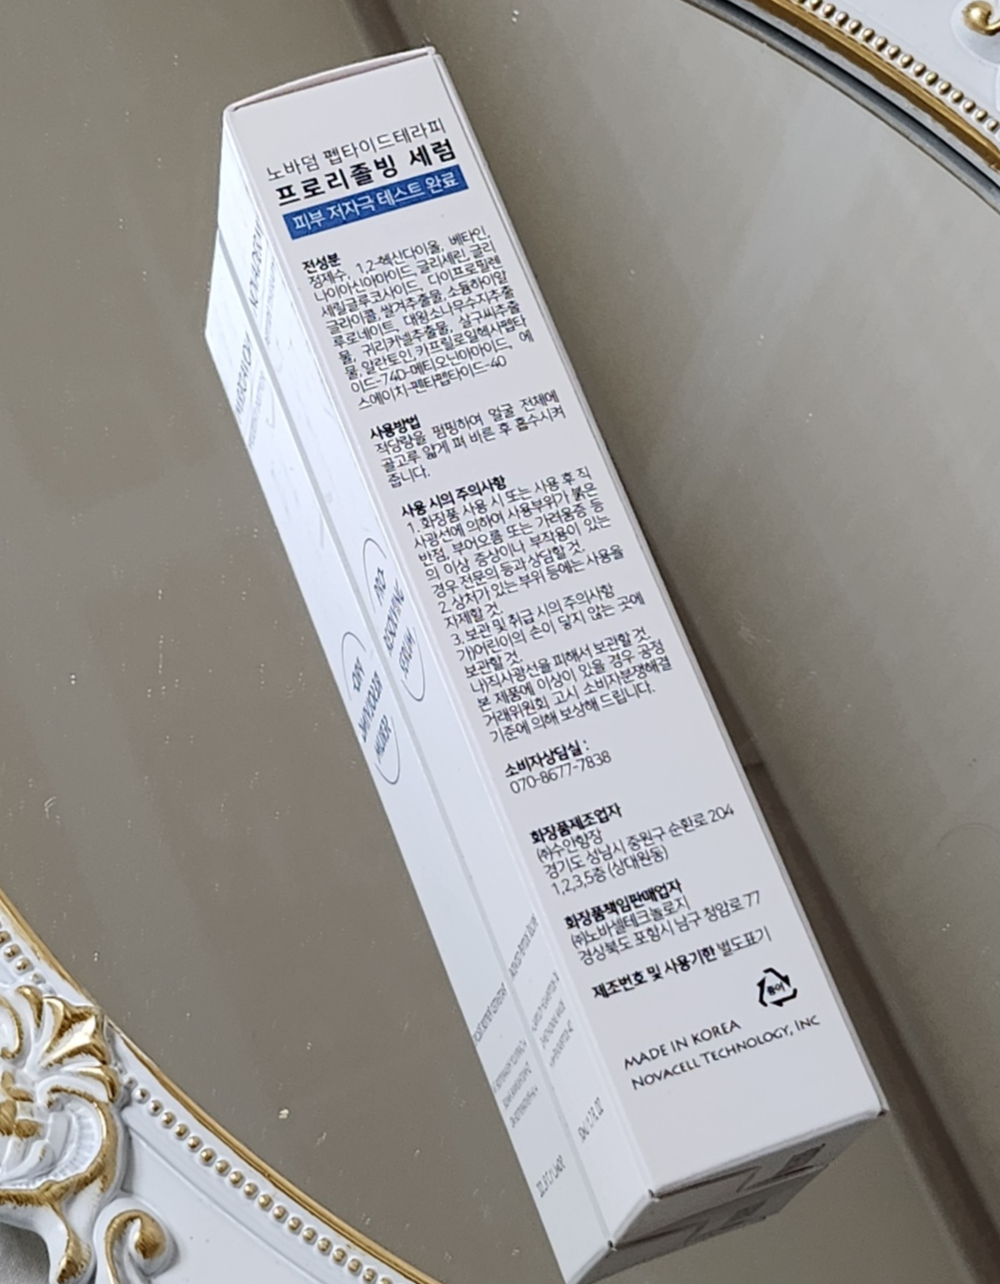 노바덤 펩타이드테라피
프로리졸빙 세럼
피부 저자극 테스트 완료
전성분
정제수, 1,2-헥산다이올, 베타인,
나이아신아마이드, 글리세린, 글리
세릴글루코사이드, 다이프로필렌
글라이콜, 쌀겨추출물, 소듐하이알
루로네이트, 대왕소나무수지추출
물, 귀리커넬추출물, 살구씨추출
물, 알란토인, 카프릴로일헥사펩타
이드-74D-메티오닌아마이드, 에
스에이치-펜타펩타이드-40
사용방법
적당량을 펌핑하여 얼굴 전체에
골고루 얇게 펴 바른 후 흡수시켜
줍니다.
사용 시의 주의사항
1. 화장품 사용 시 또는 사용 후 직
사광선에 의하여 사용부위가 붉은
반점, 부어오름 또는 가려움증 등
의 이상 증상이나 부작용이 있는
경우 전문의 등과 상담할 것.
2.상처가 있는 부위 등에는 사용을
자제할 것.
3. 보관 및 취급 시의 주의사항
가)어린이의 손이 닿지 않는 곳에
보관할 것.
나)직사광선을 피해서 보관할 것.
본 제품에 이상이 있을 경우 공정
거래위원회 고시 소비자분쟁해결
기준에 의해 보상해 드립니다.
소비자상담실 :
070-8677-7838
화장품제조업자
㈜수안향장
경기도 성남시 중원구 순환로 204
1,2,3,5층 (상대원동)
화장품책임판매업자
㈜노바셀테크놀로지
경상북도 포항시 남구 청암로 77
제조번호 및 사용기한 별도표기
종이
MADE IN KOREA
NOVACELL TECHNOLOGY, INC
NOVADERM
PRO-
RESOLVING
SERUM